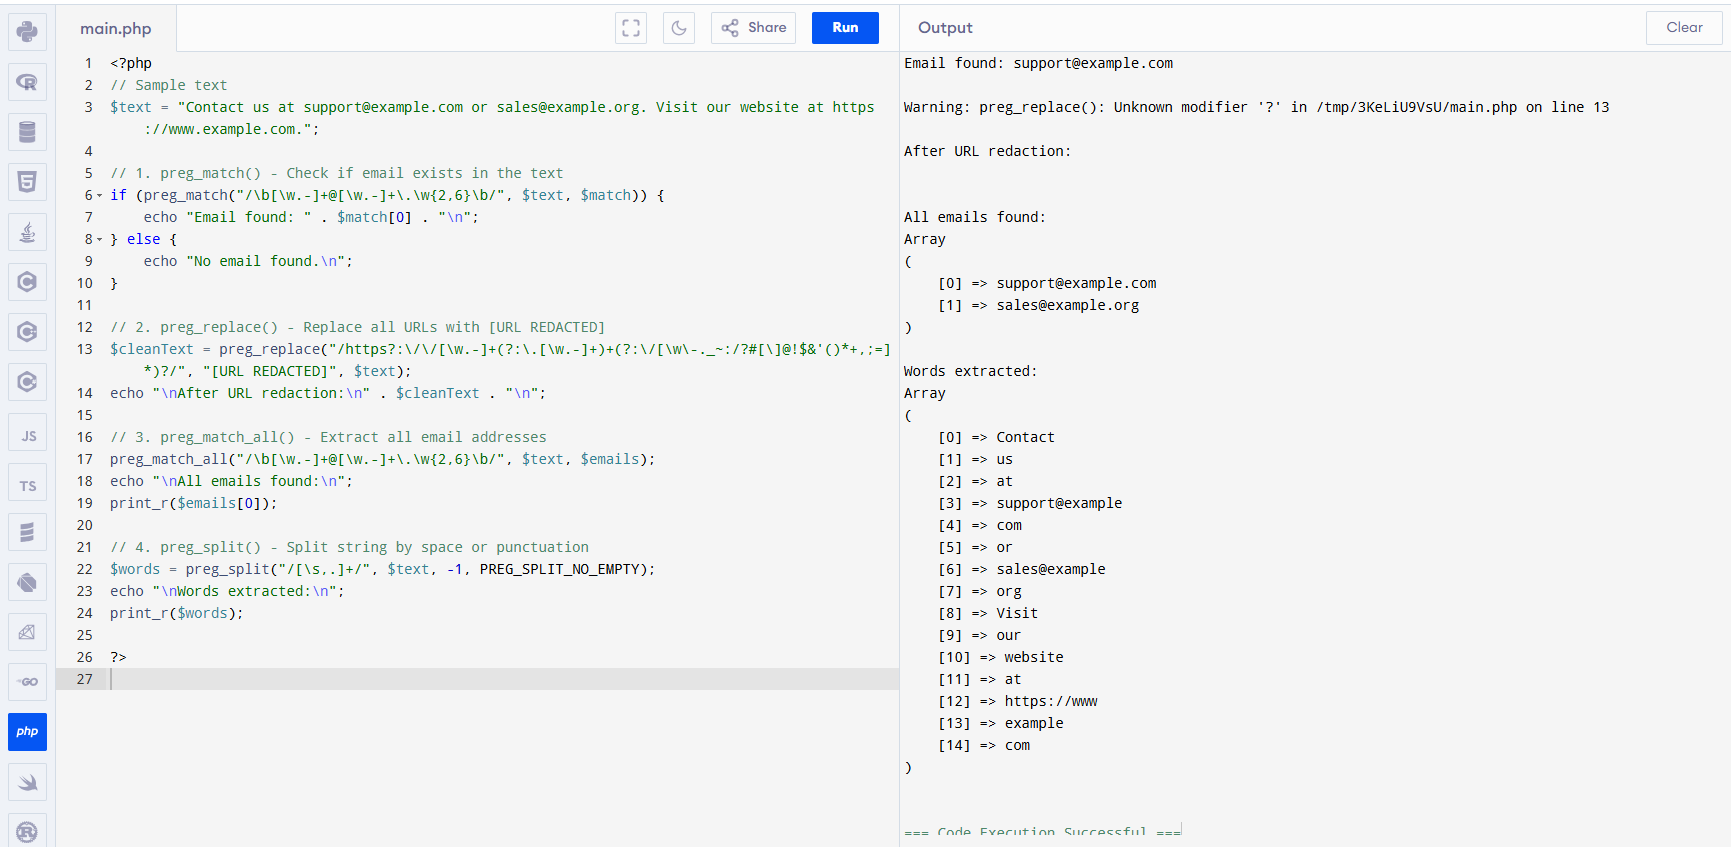 main.php
Share
Run
Output
Clear
JS
TS
GO
php
1 <?php
2 // Sample text
3 $text = "Contact us at support@example.com or sales@example.org. Visit our website at https
://www.example.com.";
4
5 // 1. preg_match() - Check if email exists in the text
6 if (preg_match("/\b[\w.-]+@[\w.-]+\.\w{2,6}\b/", $text, $match)) {
7     echo "Email found: " . $match[0] . "\n";
8 } else {
9     echo "No email found.\n";
10 }
11
12 // 2. preg_replace() - Replace all URLs with [URL REDACTED]
13 $cleanText = preg_replace("/https?:\/\/[\w.-]+(?:\.[\w.-]+)+(?:\/[\w\-._~:/?#[\]@!$&'()*+,;=]
*)?/", "[URL REDACTED]", $text);
14 echo "\nAfter URL redaction:\n" . $cleanText . "\n";
15
16 // 3. preg_match_all() - Extract all email addresses
17 preg_match_all("/\b[\w.-]+@[\w.-]+\.\w{2,6}\b/", $text, $emails);
18 echo "\nAll emails found:\n";
19 print_r($emails[0]);
20
21 // 4. preg_split() - Split string by space or punctuation
22 $words = preg_split("/[\s,.]+/", $text, -1, PREG_SPLIT_NO_EMPTY);
23 echo "\nWords extracted:\n";
24 print_r($words);
25
26 ?>
27
Email found: support@example.com
Warning: preg_replace(): Unknown modifier '?' in /tmp/3KeLiU9VsU/main.php on line 13
After URL redaction:
All emails found:
Array
(
    [0] => support@example.com
    [1] => sales@example.org
)
Words extracted:
Array
(
    [0] => Contact
    [1] => us
    [2] => at
    [3] => support@example
    [4] => com
    [5] => or
    [6] => sales@example
    [7] => org
    [8] => Visit
    [9] => our
    [10] => website
    [11] => at
    [12] => https://www
    [13] => example
    [14] => com
)
=== Code Execution Successful ===